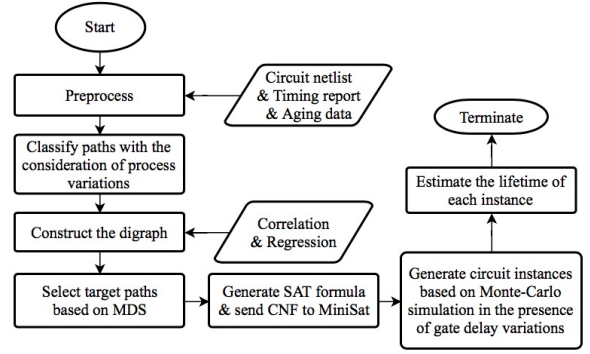 Start
Preprocess
Circuit netlist
& Timing report
& Aging data
Classify paths with the
consideration of process
variations
Construct the digraph
Correlation
& Regression
Select target paths
based on MDS
Generate SAT formula
& send CNF to MiniSat
Generate circuit instances
based on Monte-Carlo
simulation in the presence
of gate delay variations
Estimate the lifetime of
each instance
Terminate